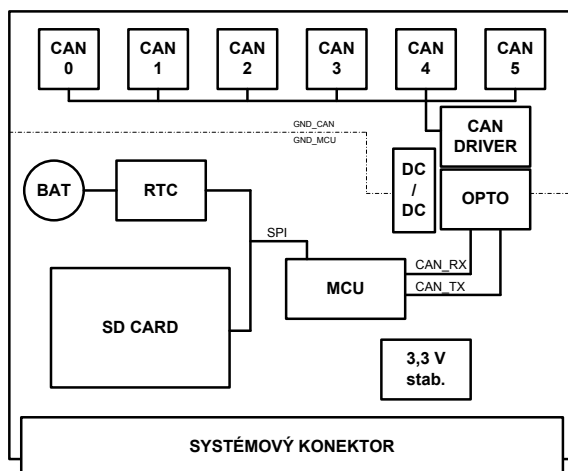 CAN
0
CAN
1
CAN
2
CAN
3
CAN
4
CAN
5
GND_CAN
GND_MCU
CAN
DRIVER
DC
/
DC
OPTO
BAT
RTC
SPI
CAN_RX
CAN_TX
MCU
SD CARD
3,3 V
stab.
SYSTÉMOVÝ KONEKTOR